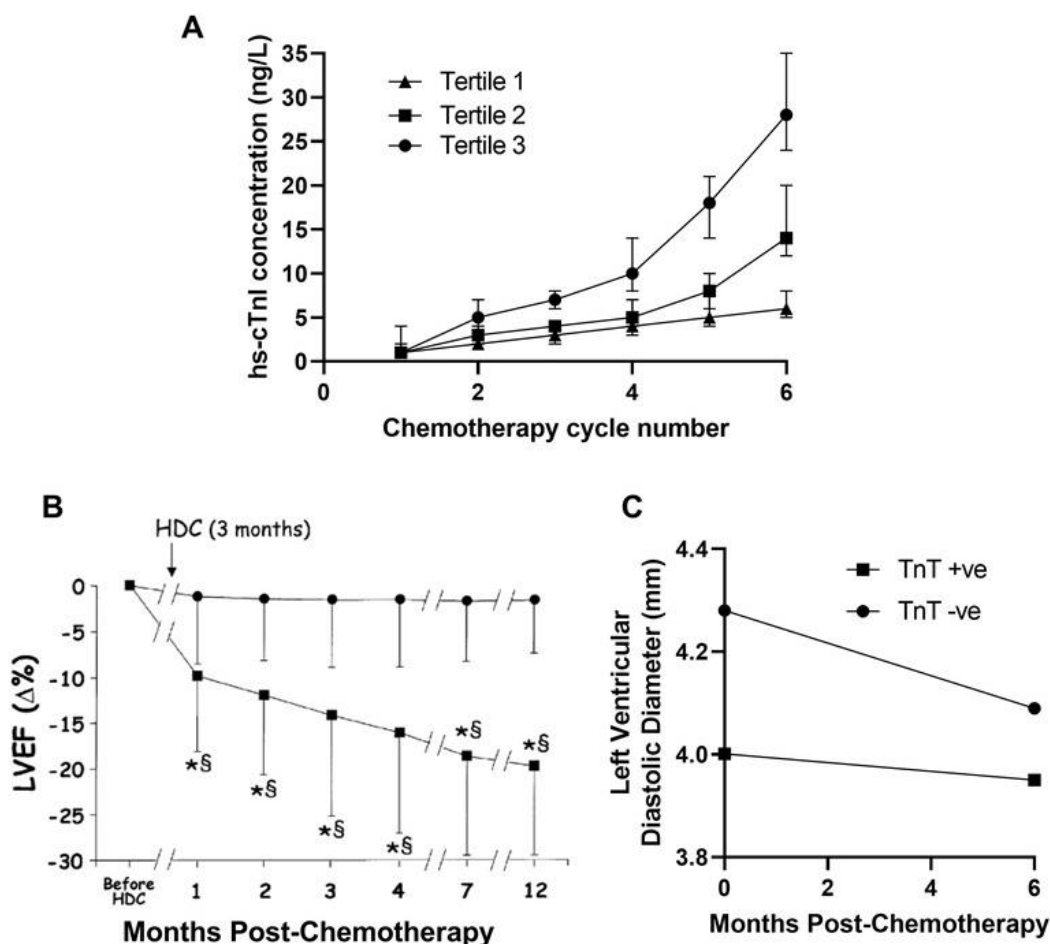 A
hs-cTnI concentration (ng/L)
35
30
25
20
15
10
5
0
Tertile 1
Tertile 2
Tertile 3
0 2 4 6
Chemotherapy cycle number
B
HDC (3 months)
LVEF (Δ%)
0
-5
-10
-15
-20
-25
-30
*§
*§
*§
*§
*§
*§
Before
HDC
1 2 3 4 7 12
Months Post-Chemotherapy
C
Left Ventricular
Diastolic Diameter (mm)
4.4
4.2
4.0
3.8
TnT +ve
TnT -ve
0 2 4 6
Months Post-Chemotherapy